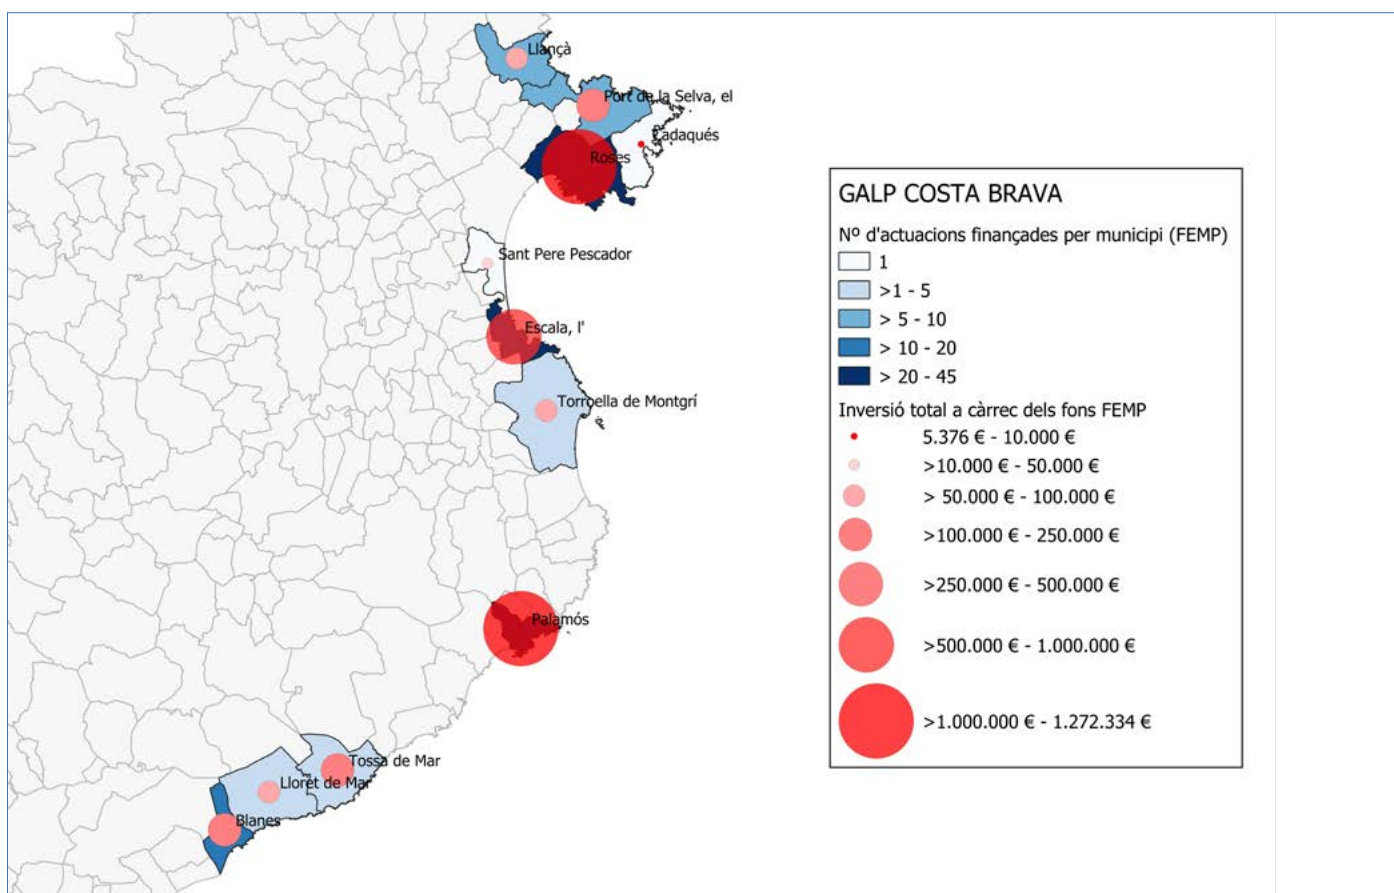 Llançà
Port de la Selva, el
Cadaqués
Roses
Sant Pere Pescador
Escala, l'
Torroella de Montgrí
Palamós
Tossa de Mar
Lloret de Mar
Blanes
GALP COSTA BRAVA
Nº d'actuacions finançades per municipi (FEMP)
1
>1 - 5
> 5 - 10
> 10 - 20
> 20 - 45
Inversió total a càrrec dels fons FEMP
5.376 € - 10.000 €
>10.000 € - 50.000 €
> 50.000 € - 100.000 €
>100.000 € - 250.000 €
>250.000 € - 500.000 €
>500.000 € - 1.000.000 €
>1.000.000 € - 1.272.334 €